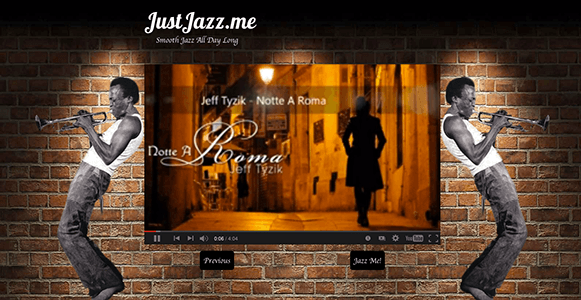 JustJazz.me
Smooth Jazz All Day Long
Jeff Tyzik - Notte A Roma
Notte A Roma
Jeff Tyzik
0:06 / 4:04
YouTube
Previous
Jazz Me!